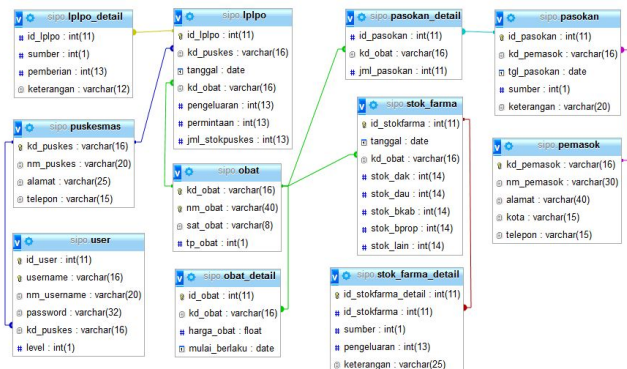 sipo lplpo_detail
id_lplpo : int(11)
sumber : int(1)
pemberian : int(13)
keterangan : varchar(12)
sipo lplpo
id_lplpo : int(11)
kd_puskes : varchar(16)
tanggal : date
kd_obat : varchar(16)
pengeluaran : int(13)
permintaan : int(13)
jml_stokpuskes : int(13)
sipo pasokan_detail
id_pasokan : int(11)
kd_obat : varchar(16)
jml_pasokan : int(11)
sipo pasokan
id_pasokan : int(11)
kd_pemasok : varchar(16)
tgl_pasokan : date
sumber : int(1)
keterangan : varchar(20)
sipo puskesmas
kd_puskes : varchar(16)
nm_puskes : varchar(20)
alamat : varchar(25)
telepon : varchar(15)
sipo stok_farma
id_stokfarma : int(11)
tanggal : date
kd_obat : varchar(16)
stok_dak : int(14)
stok_dau : int(14)
stok_bkab : int(14)
stok_bprop : int(14)
stok_lain : int(14)
sipo pemasok
kd_pemasok : varchar(16)
nm_pemasok : varchar(30)
alamat : varchar(40)
kota : varchar(15)
telepon : varchar(15)
sipo obat
kd_obat : varchar(16)
nm_obat : varchar(40)
sat_obat : varchar(8)
tp_obat : int(1)
sipo user
id_user : int(11)
username : varchar(16)
nm_username : varchar(20)
password : varchar(32)
kd_puskes : varchar(16)
level : int(1)
sipo obat_detail
id_obat : int(11)
kd_obat : varchar(16)
harga_obat : float
mulai_berlaku : date
sipo stok_farma_detail
id_stokfarma_detail : int(11)
id_stokfarma : int(11)
sumber : int(1)
pengeluaran : int(13)
keterangan : varchar(25)